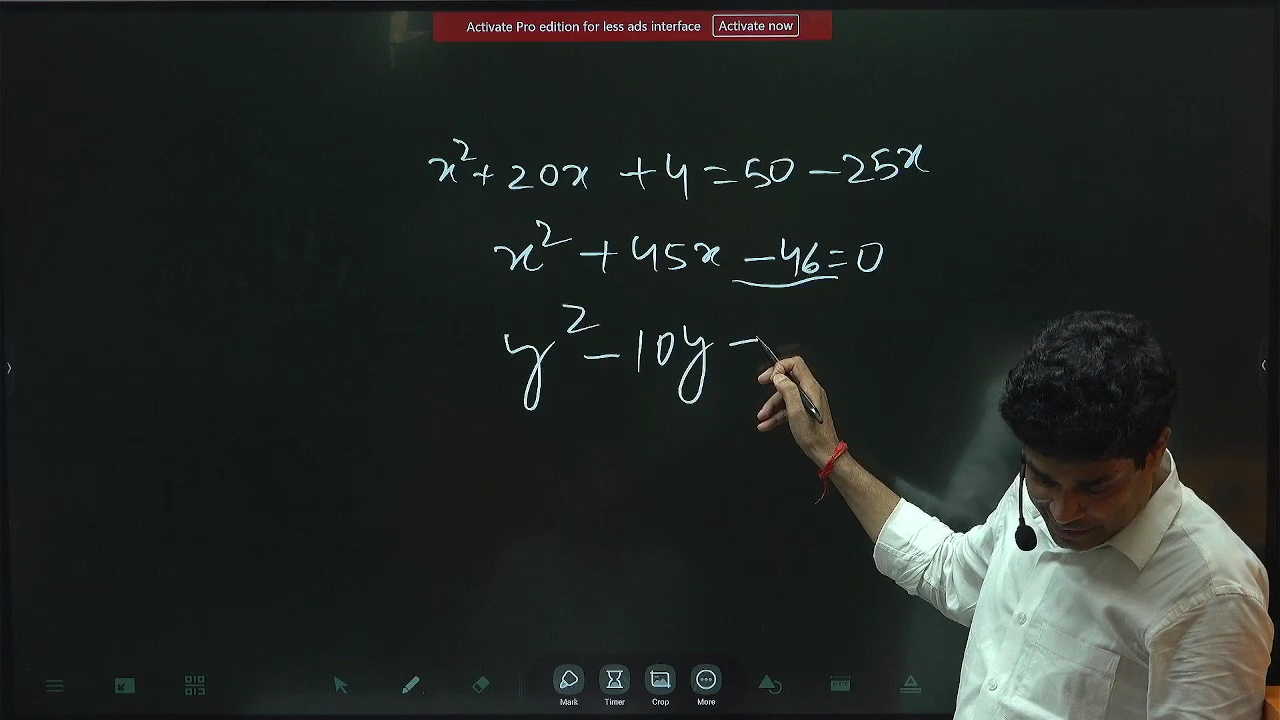 Activate Pro edition for less ads interface Activate now
x² + 20x + 4 = 50 - 25x
x² + 45x - 46 = 0
y² - 10y -
Mark Timer Crop More